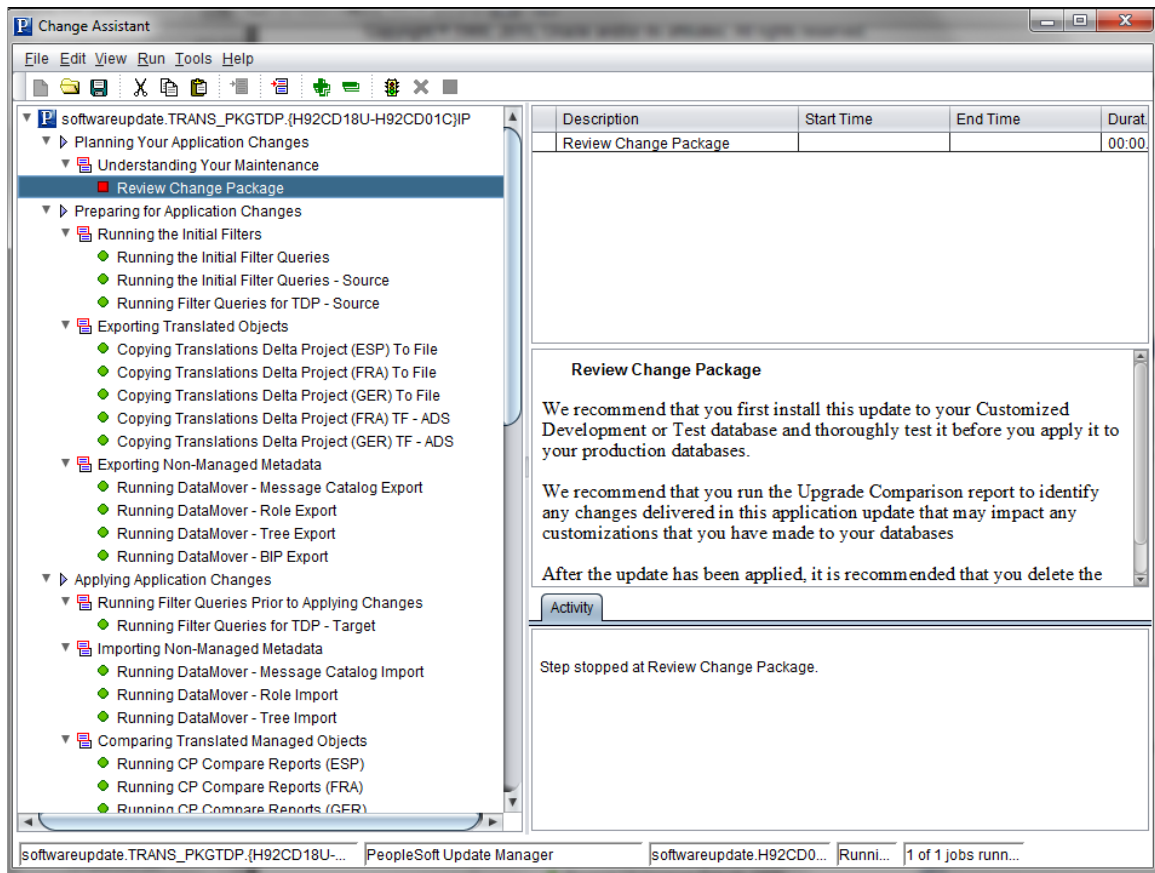 Change Assistant
File Edit View Run Tools Help
softwareupdate.TRANS_PKGTDP.{H92CD18U-H92CD01C}IP
Planning Your Application Changes
Understanding Your Maintenance
Review Change Package
Preparing for Application Changes
Running the Initial Filters
Running the Initial Filter Queries
Running the Initial Filter Queries - Source
Running Filter Queries for TDP - Source
Exporting Translated Objects
Copying Translations Delta Project (ESP) To File
Copying Translations Delta Project (FRA) To File
Copying Translations Delta Project (GER) To File
Copying Translations Delta Project (FRA) TF - ADS
Copying Translations Delta Project (GER) TF - ADS
Exporting Non-Managed Metadata
Running DataMover - Message Catalog Export
Running DataMover - Role Export
Running DataMover - Tree Export
Running DataMover - BIP Export
Applying Application Changes
Running Filter Queries Prior to Applying Changes
Running Filter Queries for TDP - Target
Importing Non-Managed Metadata
Running DataMover - Message Catalog Import
Running DataMover - Role Import
Running DataMover - Tree Import
Comparing Translated Managed Objects
Running CP Compare Reports (ESP)
Running CP Compare Reports (FRA)
Running CP Compare Reports (GER)
Description Start Time End Time Durat.
Review Change Package 00:00.
Review Change Package
We recommend that you first install this update to your Customized
Development or Test database and thoroughly test it before you apply it to
your production databases.
We recommend that you run the Upgrade Comparison report to identify
any changes delivered in this application update that may impact any
customizations that you have made to your databases
After the update has been applied, it is recommended that you delete the
Activity
Step stopped at Review Change Package.
softwareupdate.TRANS_PKGTDP.{H92CD18U-... PeopleSoft Update Manager softwareupdate.H92CD0... Runni... 1 of 1 jobs runn...